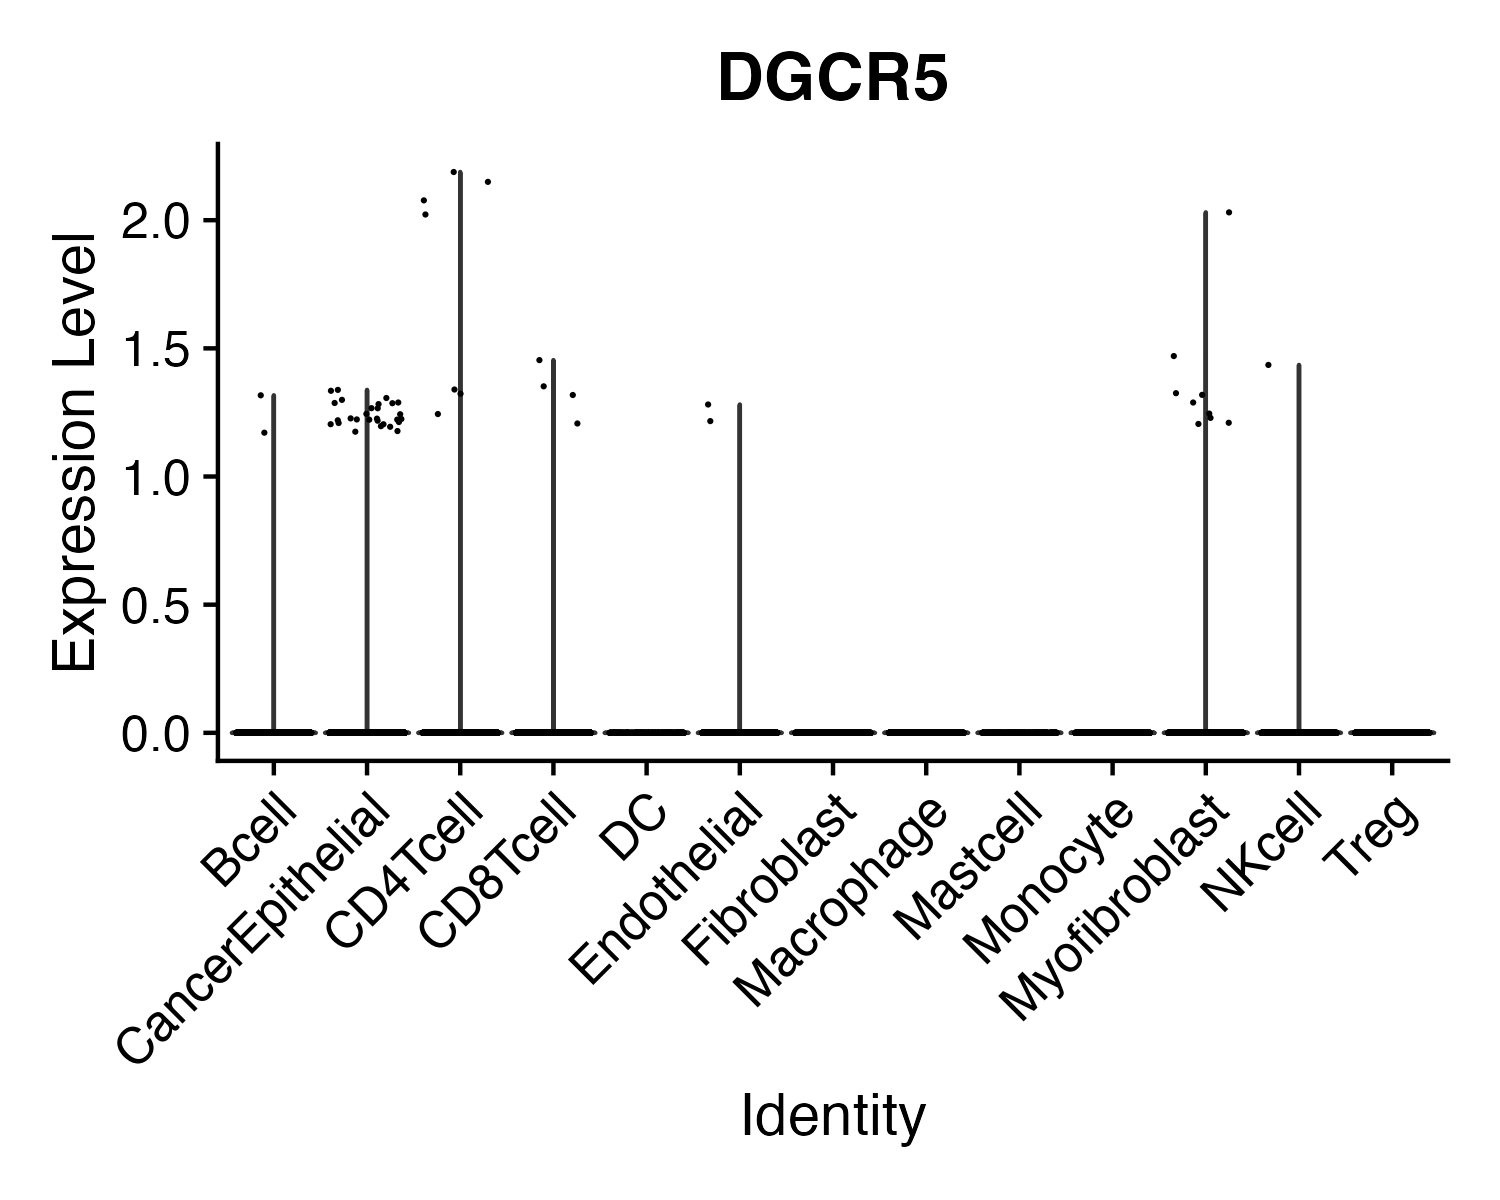 DGCR5
Expression Level
2.0
1.5
1.0
0.5
0.0
Bcell
CancerEpithelial
CD4Tcell
CD8Tcell
DC
Endothelial
Fibroblast
Macrophage
Mastcell
Monocyte
Myofibroblast
NKcell
Treg
Identity